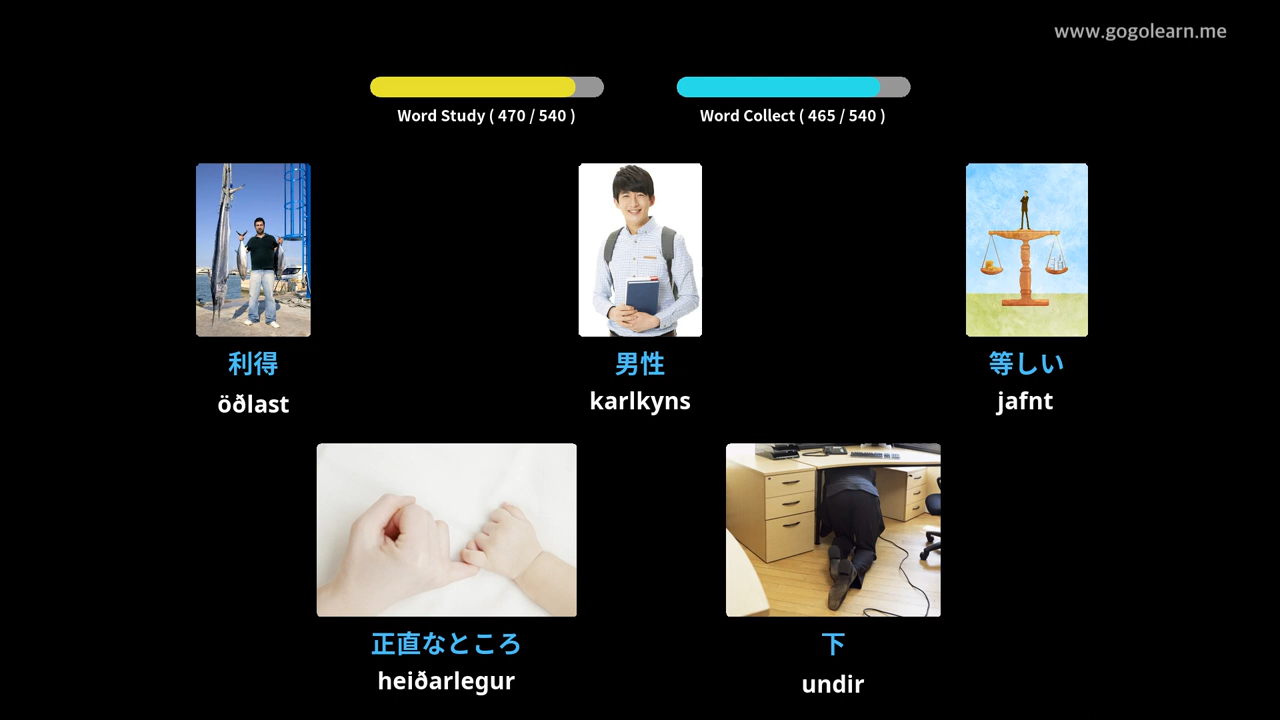 www.gogolearn.me
Word Study ( 470 / 540 )
Word Collect ( 465 / 540 )
利得
öðlast
男性
karlkyns
等しい
jafnt
正直なところ
heiðarlegur
下
undir